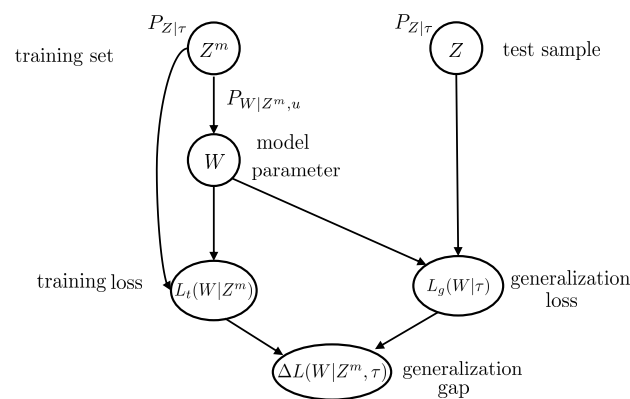 P_{Z|τ}
P_{Z|τ}
training set
Z^m
Z
test sample
P_{W|Z^m,u}
model
parameter
W
training loss
L_t(W|Z^m)
L_g(W|τ)
generalization
loss
ΔL(W|Z^m, τ)
generalization
gap